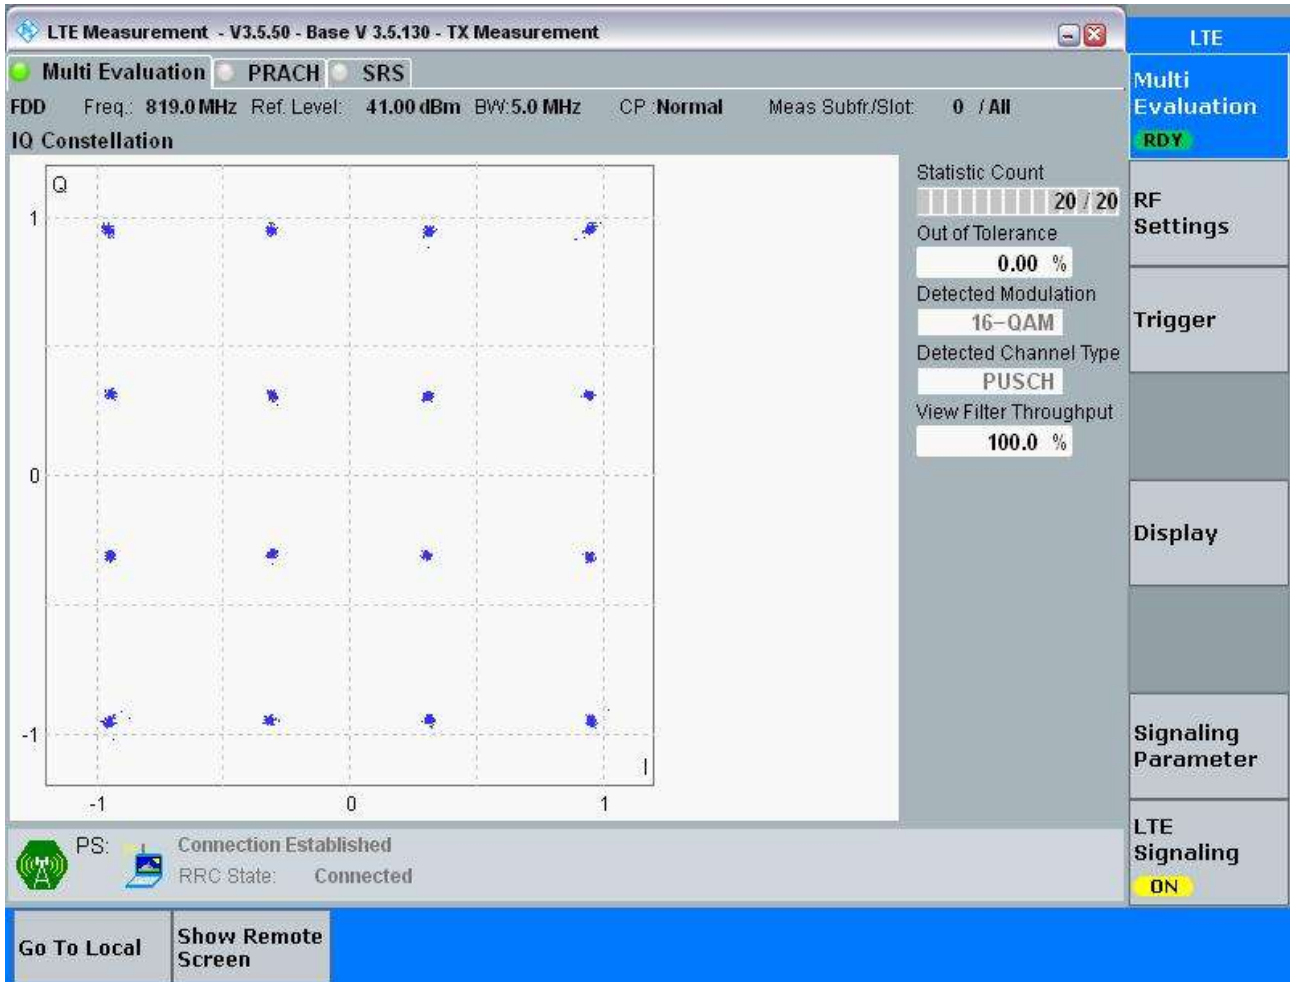 LTE Measurement - V3.5.50 - Base V 3.5.130 - TX Measurement
LTE
Multi Evaluation PRACH SRS
Multi
Evaluation
RDY
FDD Freq.: 819.0 MHz Ref. Level: 41.00 dBm BW:5.0 MHz CP :Normal Meas Subfr./Slot: 0 / All
IQ Constellation
Q
1
0
-1
I
-1 0 1
Statistic Count
20 / 20
Out of Tolerance
0.00 %
Detected Modulation
16-QAM
Detected Channel Type
PUSCH
View Filter Throughput
100.0 %
RF
Settings
Trigger
Display
Signaling
Parameter
LTE
Signaling
ON
PS: Connection Established
RRC State: Connected
Go To Local
Show Remote
Screen